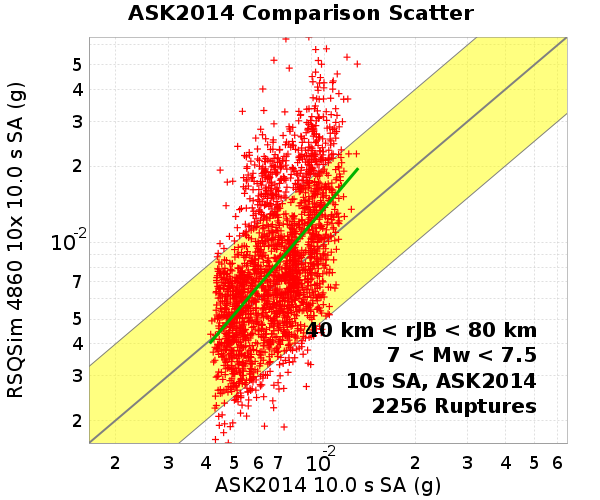 ASK2014 Comparison Scatter
RSQSim 4860 10x 10.0 s SA (g)
5
4
3
2
10-2
7
5
4
3
2
40 km < rJB < 80 km
7 < Mw < 7.5
10s SA, ASK2014
2256 Ruptures
2 3 4 5 6 7 10-2 2 3 4 5 6
ASK2014 10.0 s SA (g)